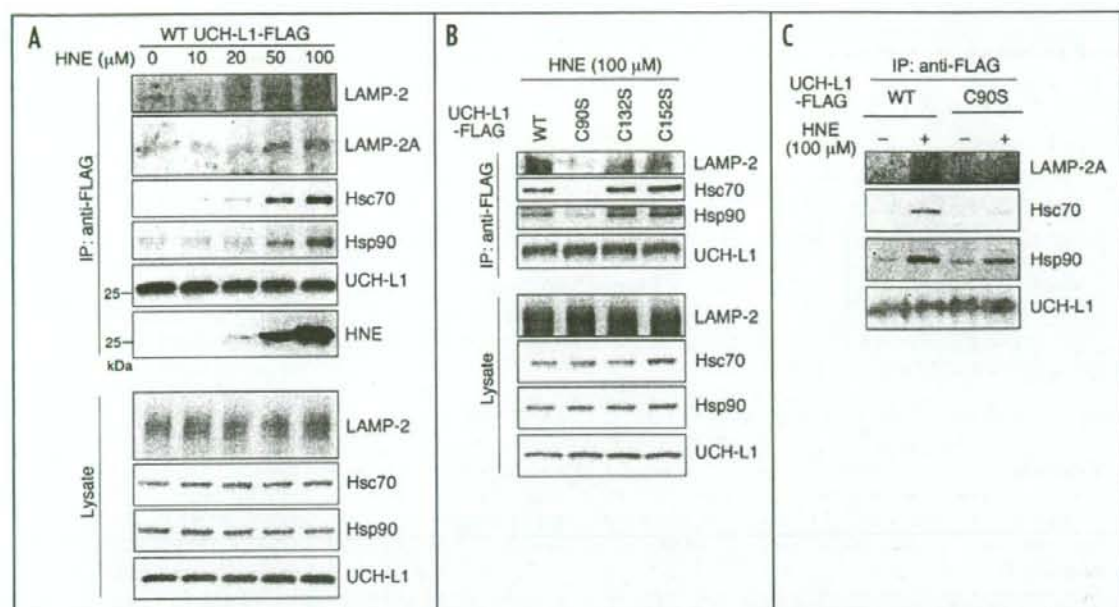 A
WT UCH-L1-FLAG
HNE (μM) 0 10 20 50 100
IP: anti-FLAG
LAMP-2
LAMP-2A
Hsc70
Hsp90
25 UCH-L1
25 HNE
kDa
Lysate
LAMP-2
Hsc70
Hsp90
UCH-L1
B
HNE (100 μM)
UCH-L1
-FLAG
WT C90S C132S C152S
IP: anti-FLAG
LAMP-2
Hsc70
Hsp90
UCH-L1
Lysate
LAMP-2
Hsc70
Hsp90
UCH-L1
C
IP: anti-FLAG
UCH-L1
-FLAG
WT C90S
HNE
(100 μM) – + – +
LAMP-2A
Hsc70
Hsp90
UCH-L1